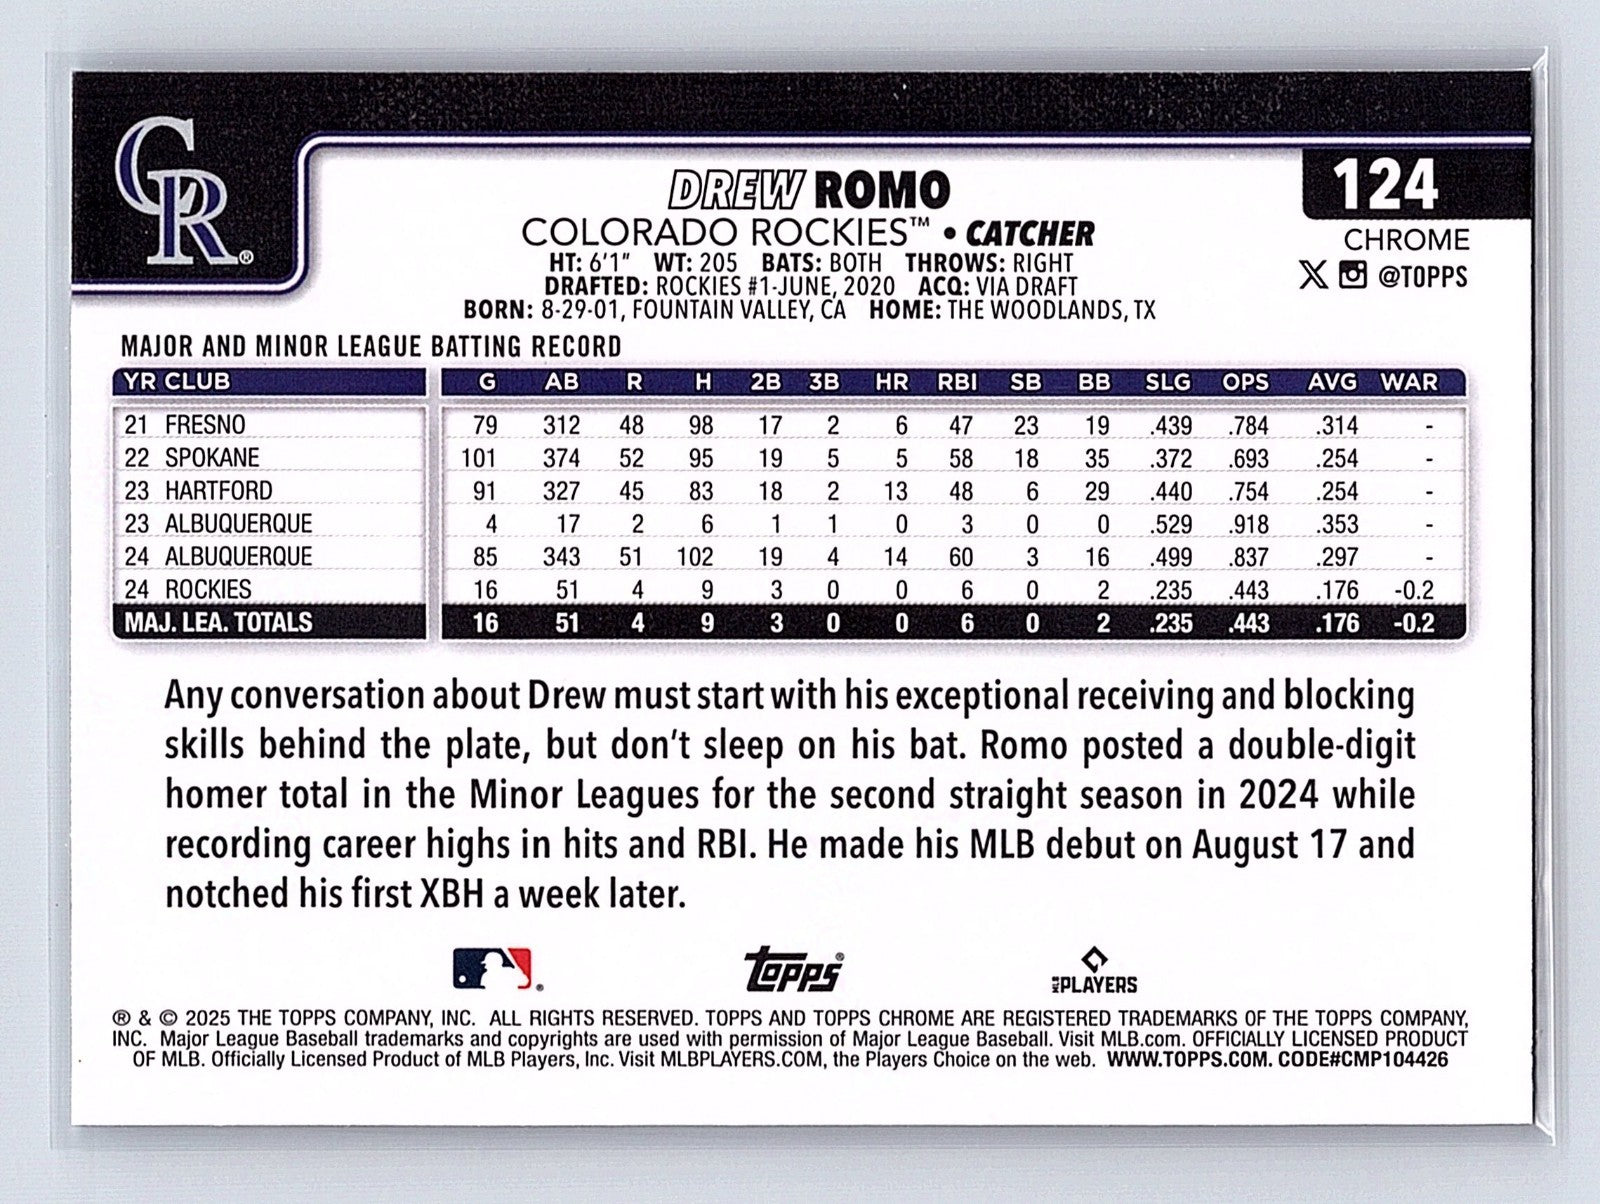 CR®
DREW ROMO
124
COLORADO ROCKIES™ • CATCHER
CHROME
HT: 6'1" WT: 205 BATS: BOTH THROWS: RIGHT
@TOPPS
DRAFTED: ROCKIES #1-JUNE, 2020 ACQ: VIA DRAFT
BORN: 8-29-01, FOUNTAIN VALLEY, CA HOME: THE WOODLANDS, TX
MAJOR AND MINOR LEAGUE BATTING RECORD
YR CLUB G AB R H 2B 3B HR RBI SB BB SLG OPS AVG WAR
21 FRESNO 79 312 48 98 17 2 6 47 23 19 .439 .784 .314 -
22 SPOKANE 101 374 52 95 19 5 5 58 18 35 .372 .693 .254 -
23 HARTFORD 91 327 45 83 18 2 13 48 6 29 .440 .754 .254 -
23 ALBUQUERQUE 4 17 2 6 1 1 0 3 0 0 .529 .918 .353 -
24 ALBUQUERQUE 85 343 51 102 19 4 14 60 3 16 .499 .837 .297 -
24 ROCKIES 16 51 4 9 3 0 0 6 0 2 .235 .443 .176 -0.2
MAJ. LEA. TOTALS 16 51 4 9 3 0 0 6 0 2 .235 .443 .176 -0.2
Any conversation about Drew must start with his exceptional receiving and blocking
skills behind the plate, but don't sleep on his bat. Romo posted a double-digit
homer total in the Minor Leagues for the second straight season in 2024 while
recording career highs in hits and RBI. He made his MLB debut on August 17 and
notched his first XBH a week later.
Topps® MLB PLAYERS
® & © 2025 THE TOPPS COMPANY, INC. ALL RIGHTS RESERVED. TOPPS AND TOPPS CHROME ARE REGISTERED TRADEMARKS OF THE TOPPS COMPANY,
INC. Major League Baseball trademarks and copyrights are used with permission of Major League Baseball. Visit MLB.com. OFFICIALLY LICENSED PRODUCT
OF MLB. Officially Licensed Product of MLB Players, Inc. Visit MLBPLAYERS.COM, the Players Choice on the web. WWW.TOPPS.COM. CODE#CMP104426